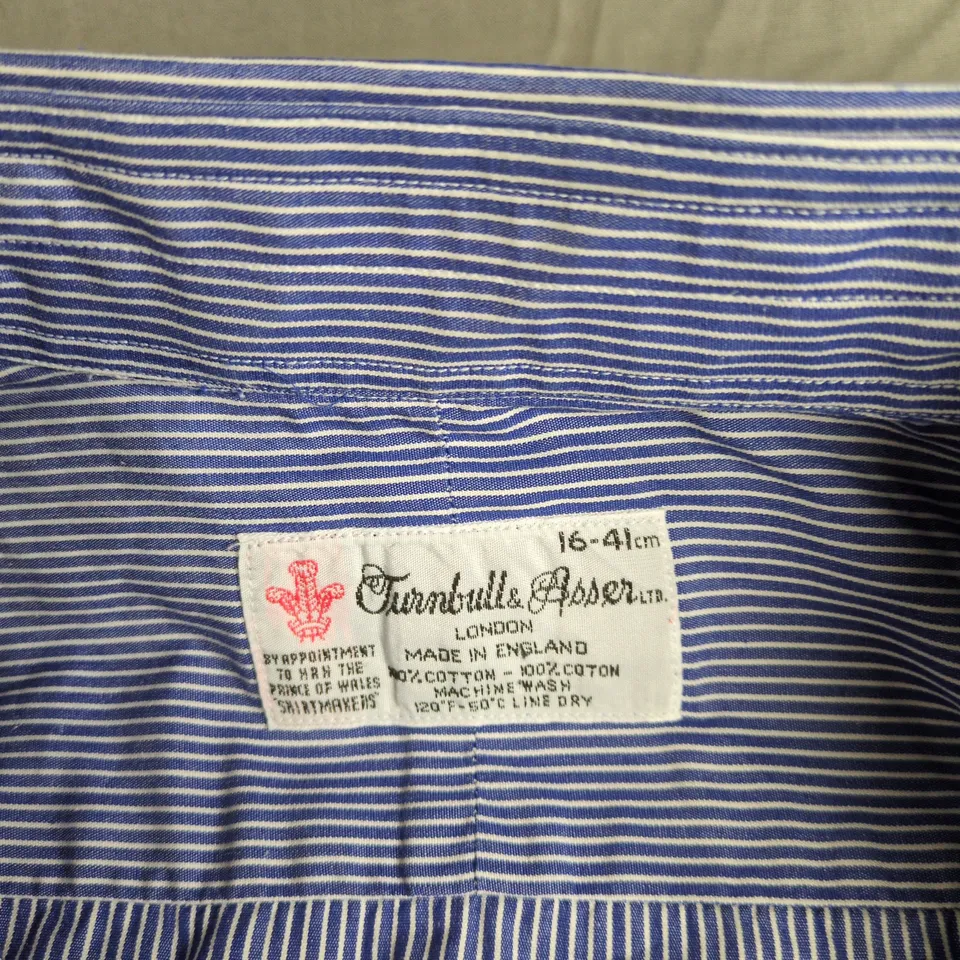 16-41cm
Turnbull & Asser LTD.
LONDON
MADE IN ENGLAND
100% COTTON - 100% COTON
MACHINE WASH
120°F-50°C LINE DRY
BY APPOINTMENT
TO HRH THE
PRINCE OF WALES
"SHIRTMAKERS"